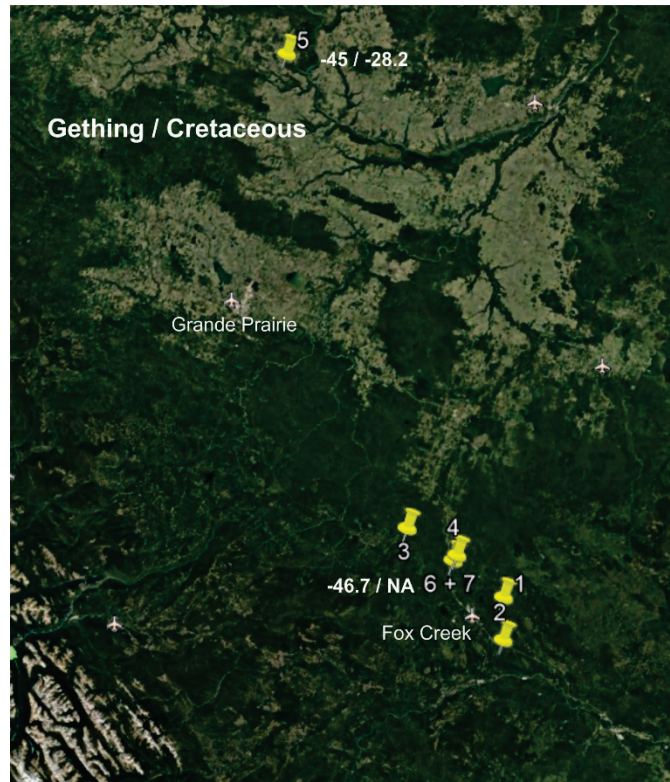 5
-45 / -28.2
Gething / Cretaceous
Grande Prairie
4
3
-46.7 / NA 6 + 7
1
2
Fox Creek